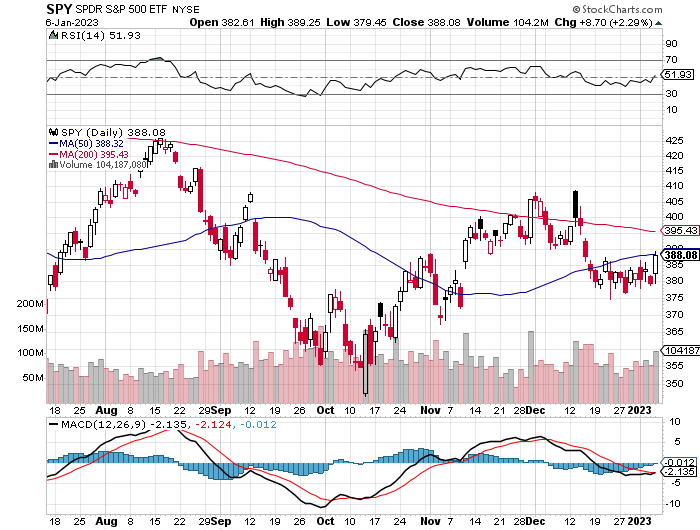 SPY SPDR S&P 500 ETF NYSE © StockCharts.com
6-Jan-2023 Open 382.61 High 389.25 Low 379.45 Close 388.08 Volume 104.2M Chg +8.70 (+2.29%)
RSI(14) 51.93
90
70
51.93
30
10
SPY (Daily) 388.08
MA(50) 388.32
MA(200) 395.43
Volume 104,187,080
425
420
415
410
405
400
395.43
390
388.08
385
380
375
370
365
360
104187
355
350
200M
150M
100M
50M
18 25 Aug 8 15 22 29 Sep 12 19 26 Oct 10 17 24 Nov 7 14 21 28 Dec 12 19 27 2023
MACD(12,26,9) -2.135, -2.124, -0.012
10
5
-0.012
-2.135
-5
-10
18 25 Aug 8 15 22 29 Sep 12 19 26 Oct 10 17 24 Nov 7 14 21 28 Dec 12 19 27 2023